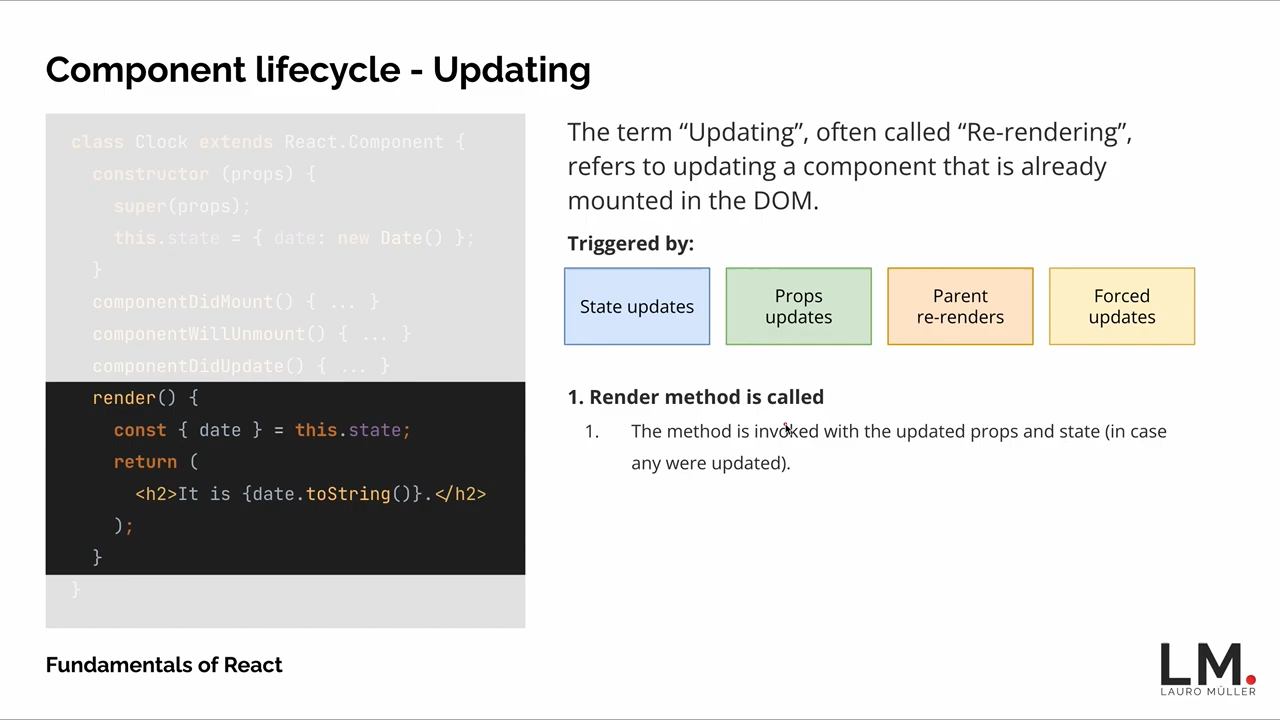 Component lifecycle - Updating
class Clock extends React.Component {
constructor (props) {
super(props);
this.state = { date: new Date() };
}
componentDidMount() { ... }
componentWillUnmount() { ... }
componentDidUpdate() { ... }
render() {
const { date } = this.state;
return (
<h2>It is {date.toString()}.</h2>
);
}
}
The term “Updating”, often called “Re-rendering”,
refers to updating a component that is already
mounted in the DOM.
Triggered by:
State updates
Props
updates
Parent
re-renders
Forced
updates
1. Render method is called
1. The method is invoked with the updated props and state (in case
any were updated).
Fundamentals of React
LM.
LAURO MÜLLER